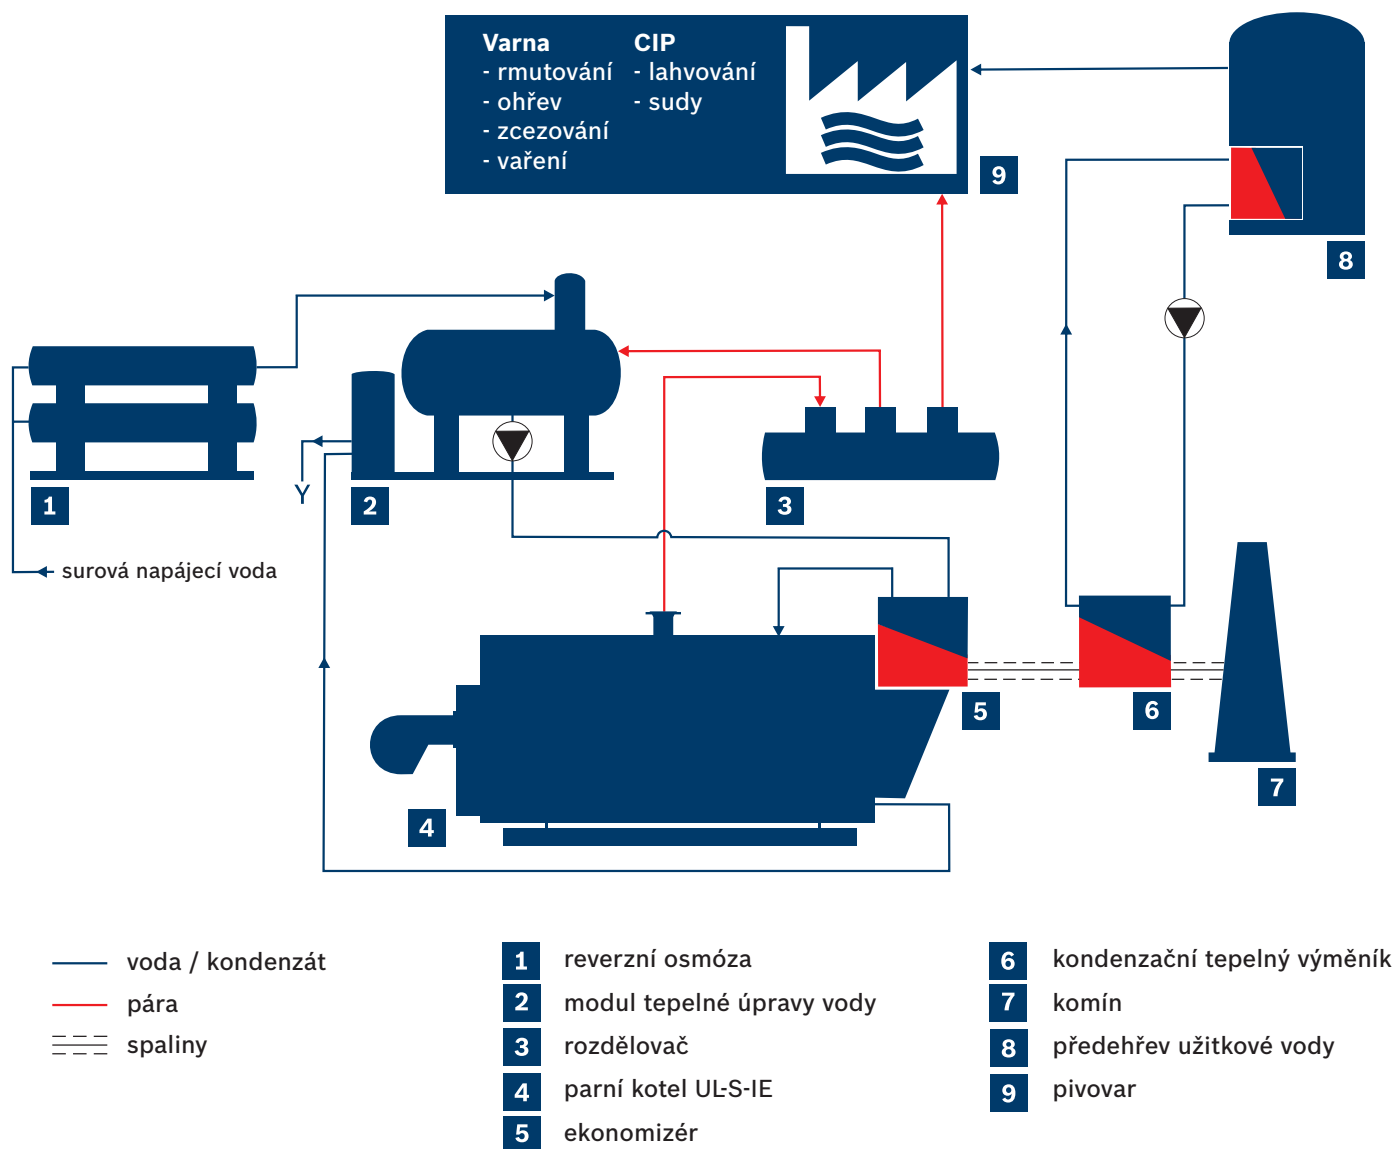 Varna
- rmutování
- ohřev
- zcezování
- vaření
CIP
- lahvování
- sudy
9
8
1
2
3
surová napájecí voda
4
5
6
7
voda / kondenzát
pára
spaliny
1 reverzní osmóza
2 modul tepelné úpravy vody
3 rozdělovač
4 parní kotel UL-S-IE
5 ekonomizér
6 kondenzační tepelný výměník
7 komín
8 předehřev užitkové vody
9 pivovar